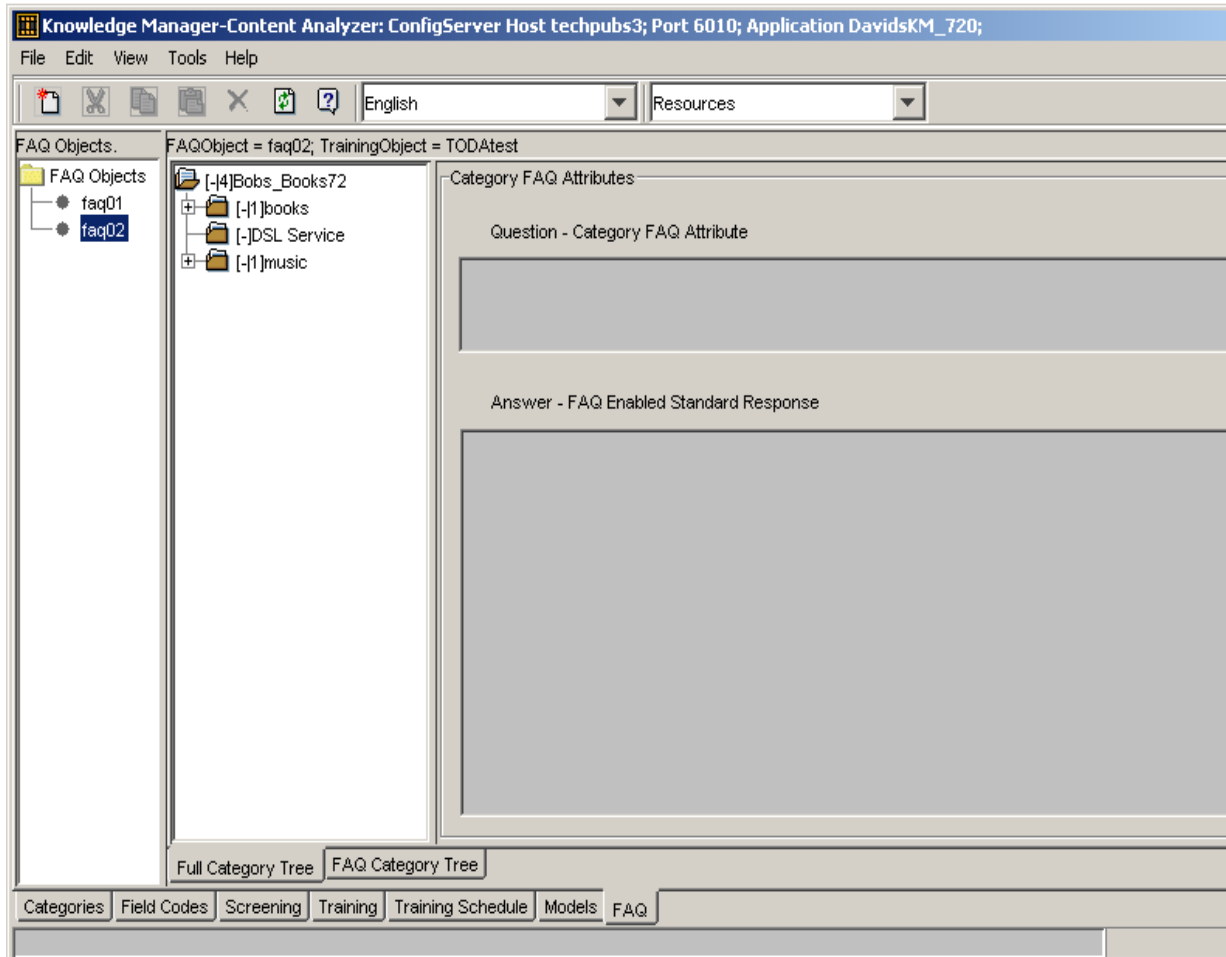 Knowledge Manager-Content Analyzer: ConfigServer Host techpubs3; Port 6010; Application DavidsKM_720;
File Edit View Tools Help
English Resources
FAQ Objects. FAQObject = faq02; TrainingObject = TODAtest
FAQ Objects
faq01
faq02
[-|4]Bobs_Books72
[-|1]books
[-]DSL Service
[-|1]music
Category FAQ Attributes
Question - Category FAQ Attribute
Answer - FAQ Enabled Standard Response
Full Category Tree FAQ Category Tree
Categories Field Codes Screening Training Training Schedule Models FAQ